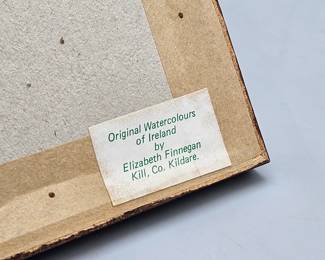 Original Watercolours
of Ireland
by
Elizabeth Finnegan
Kill, Co. Kildare.